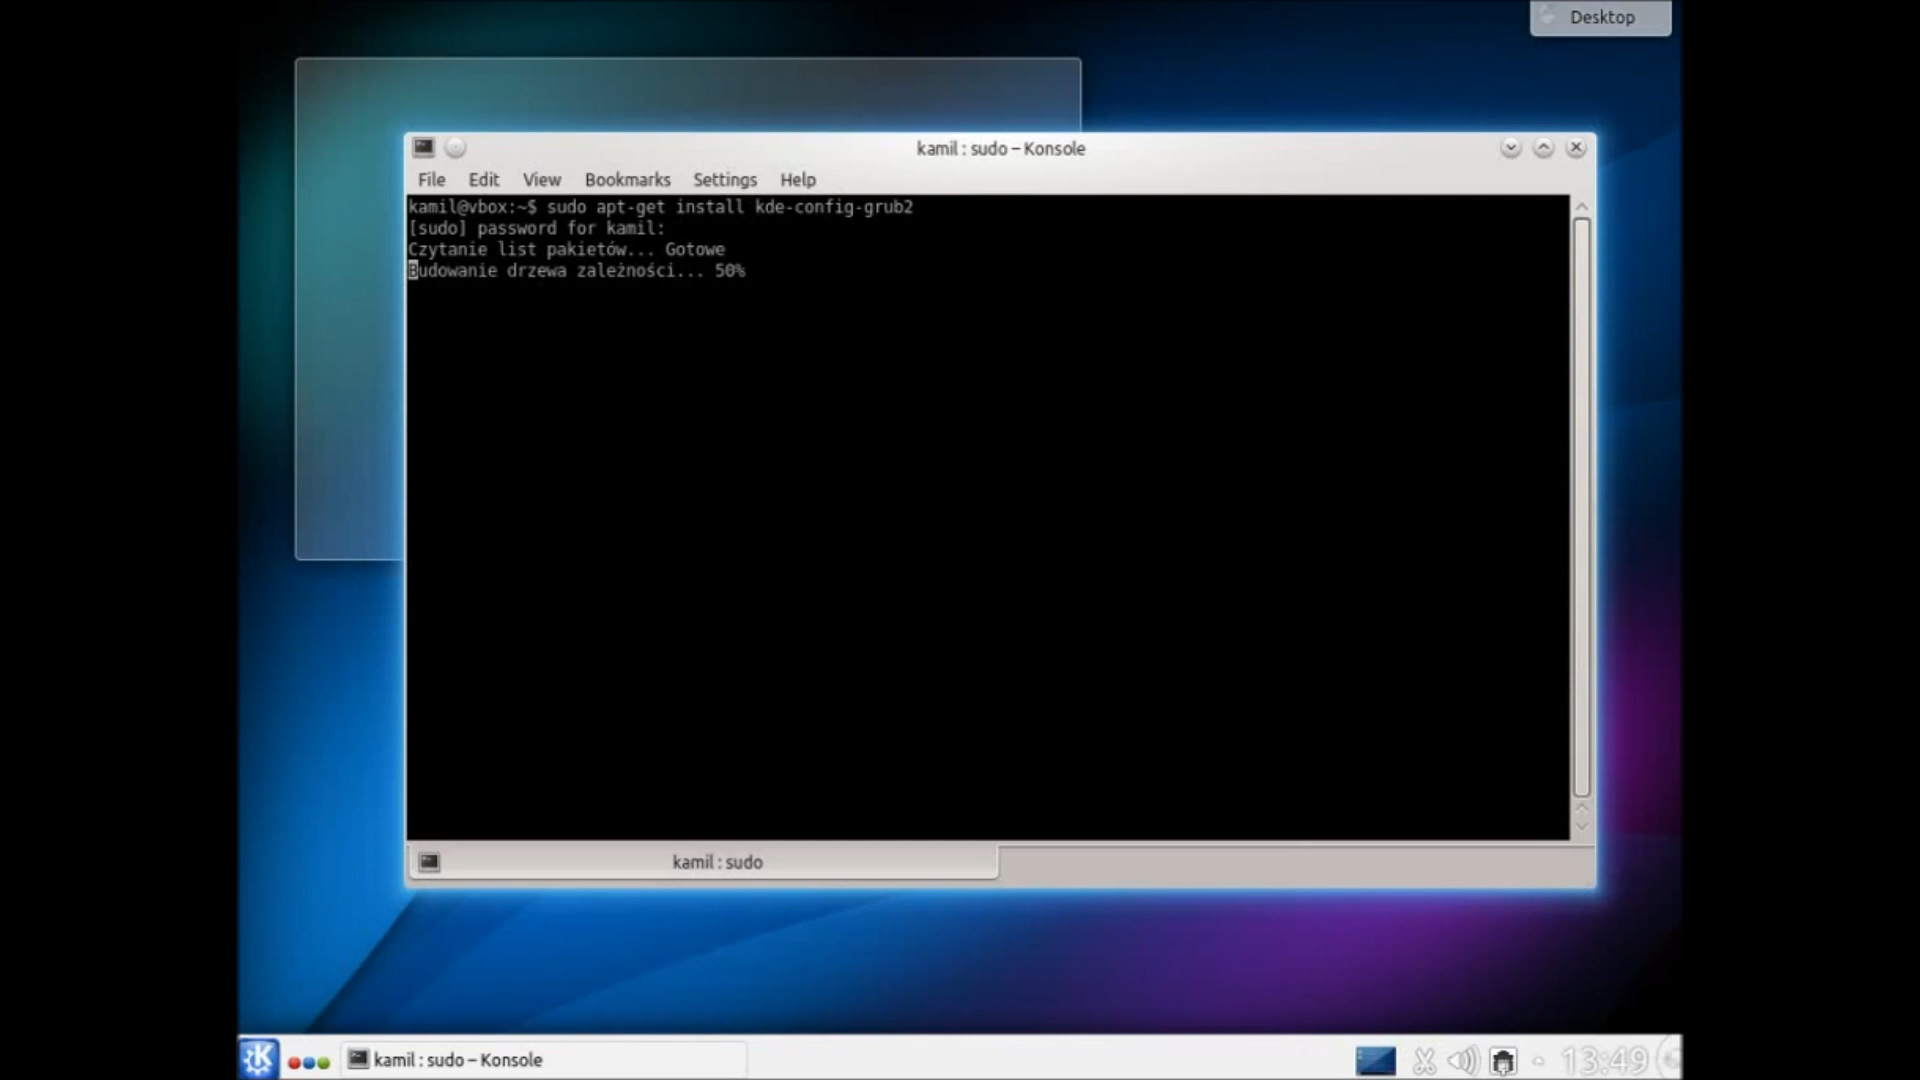 Desktop
kamil : sudo – Konsole
File Edit View Bookmarks Settings Help
kamil@vbox:~$ sudo apt-get install kde-config-grub2
[sudo] password for kamil:
Czytanie list pakietów... Gotowe
Budowanie drzewa zależności... 50%
kamil : sudo
kamil : sudo – Konsole
13:49